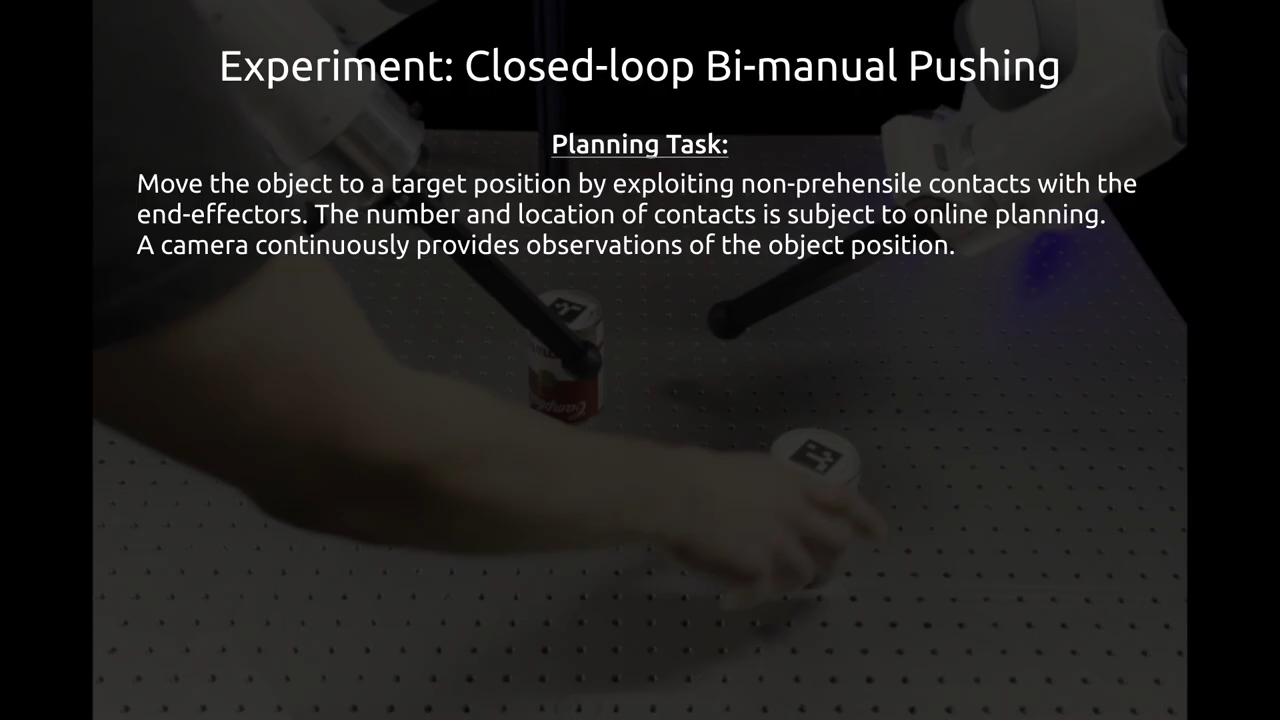 Experiment: Closed-loop Bi-manual Pushing
Planning Task:
Move the object to a target position by exploiting non-prehensile contacts with the
end-effectors. The number and location of contacts is subject to online planning.
A camera continuously provides observations of the object position.
Campbell's